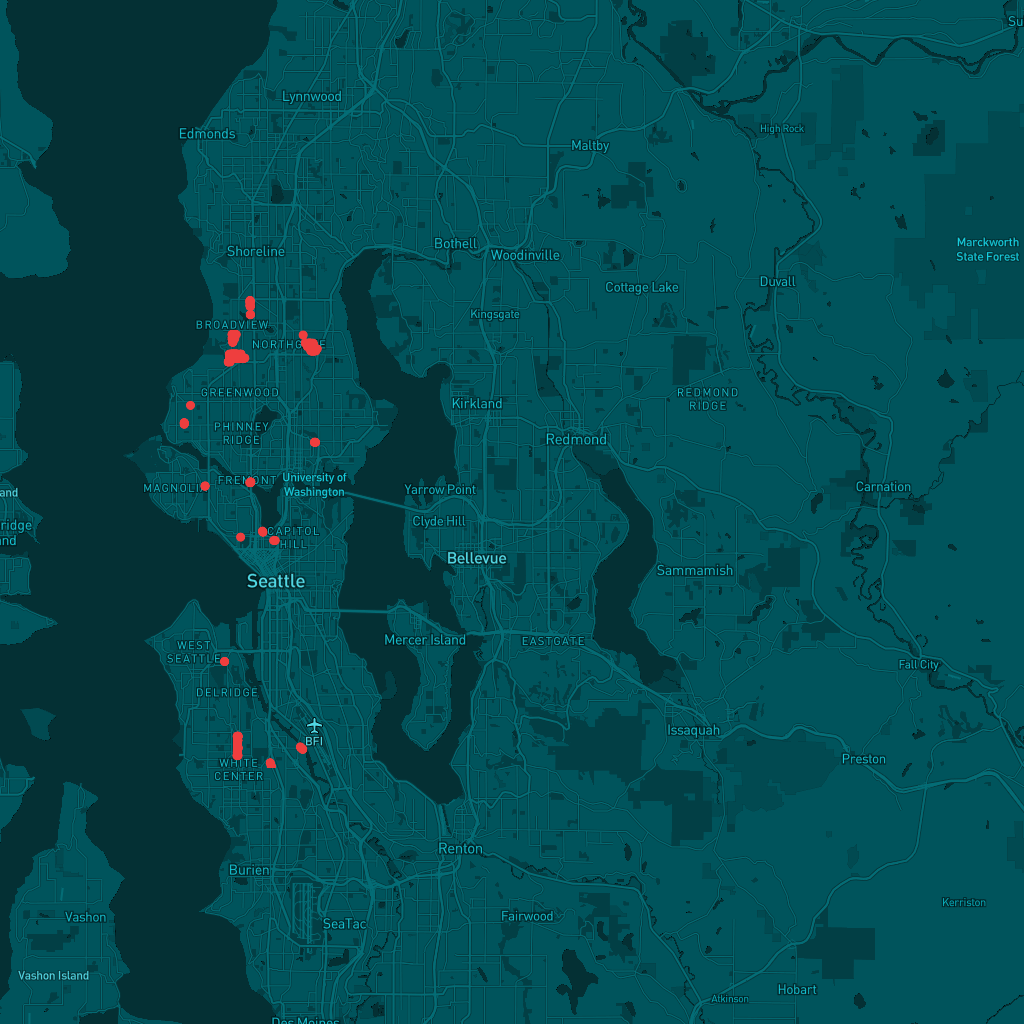 Su
Lynnwood
Edmonds
High Rock
Maltby
Shoreline
Bothell
Woodinville
Marckworth
State Forest
Cottage Lake
Duvall
Kingsgate
BROADVIEW
GREENWOOD
Kirkland
REDMOND
RIDGE
PHINNEY
RIDGE
Redmond
University of
Washington
FREMONT
Yarrow Point
Carnation
and
ridge
nd
Clyde Hill
CAPITOL
HILL
Bellevue
Sammamish
Seattle
Mercer Island
EASTGATE
WEST
SEATTLE
Fall City
DELRIDGE
BFI
Issaquah
Preston
WHITE
CENTER
Renton
Burien
Kerriston
Vashon
SeaTac
Fairwood
Vashon Island
Hobart
Atkinson
Des Moines